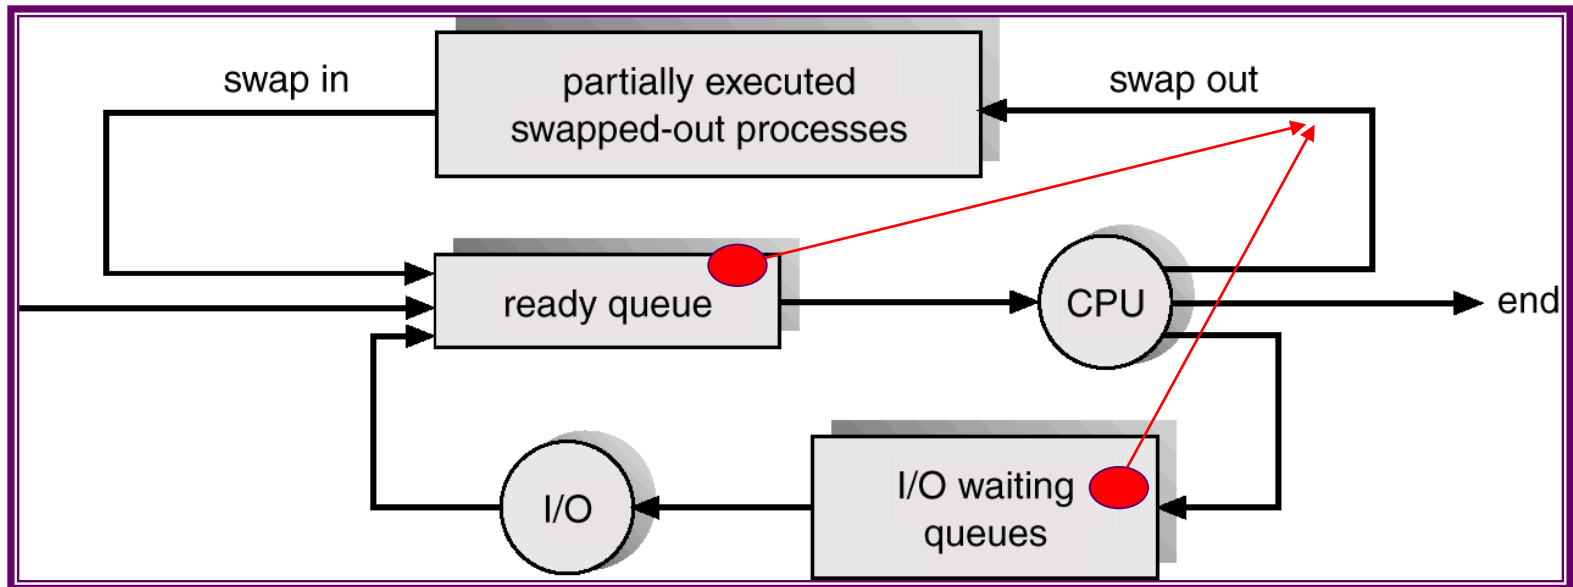 swap in
partially executed
swapped-out processes
swap out
ready queue
CPU
end
I/O
I/O waiting
queues